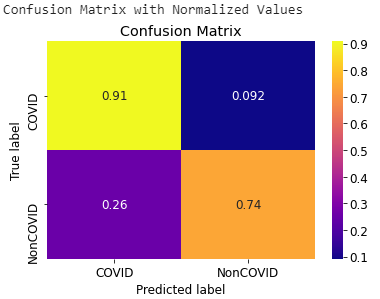 Confusion Matrix with Normalized Values
Confusion Matrix
COVID
NonCOVID
True label
0.91
0.092
0.26
0.74
COVID
NonCOVID
Predicted label
0.9
0.8
0.7
0.6
0.5
0.4
0.3
0.2
0.1